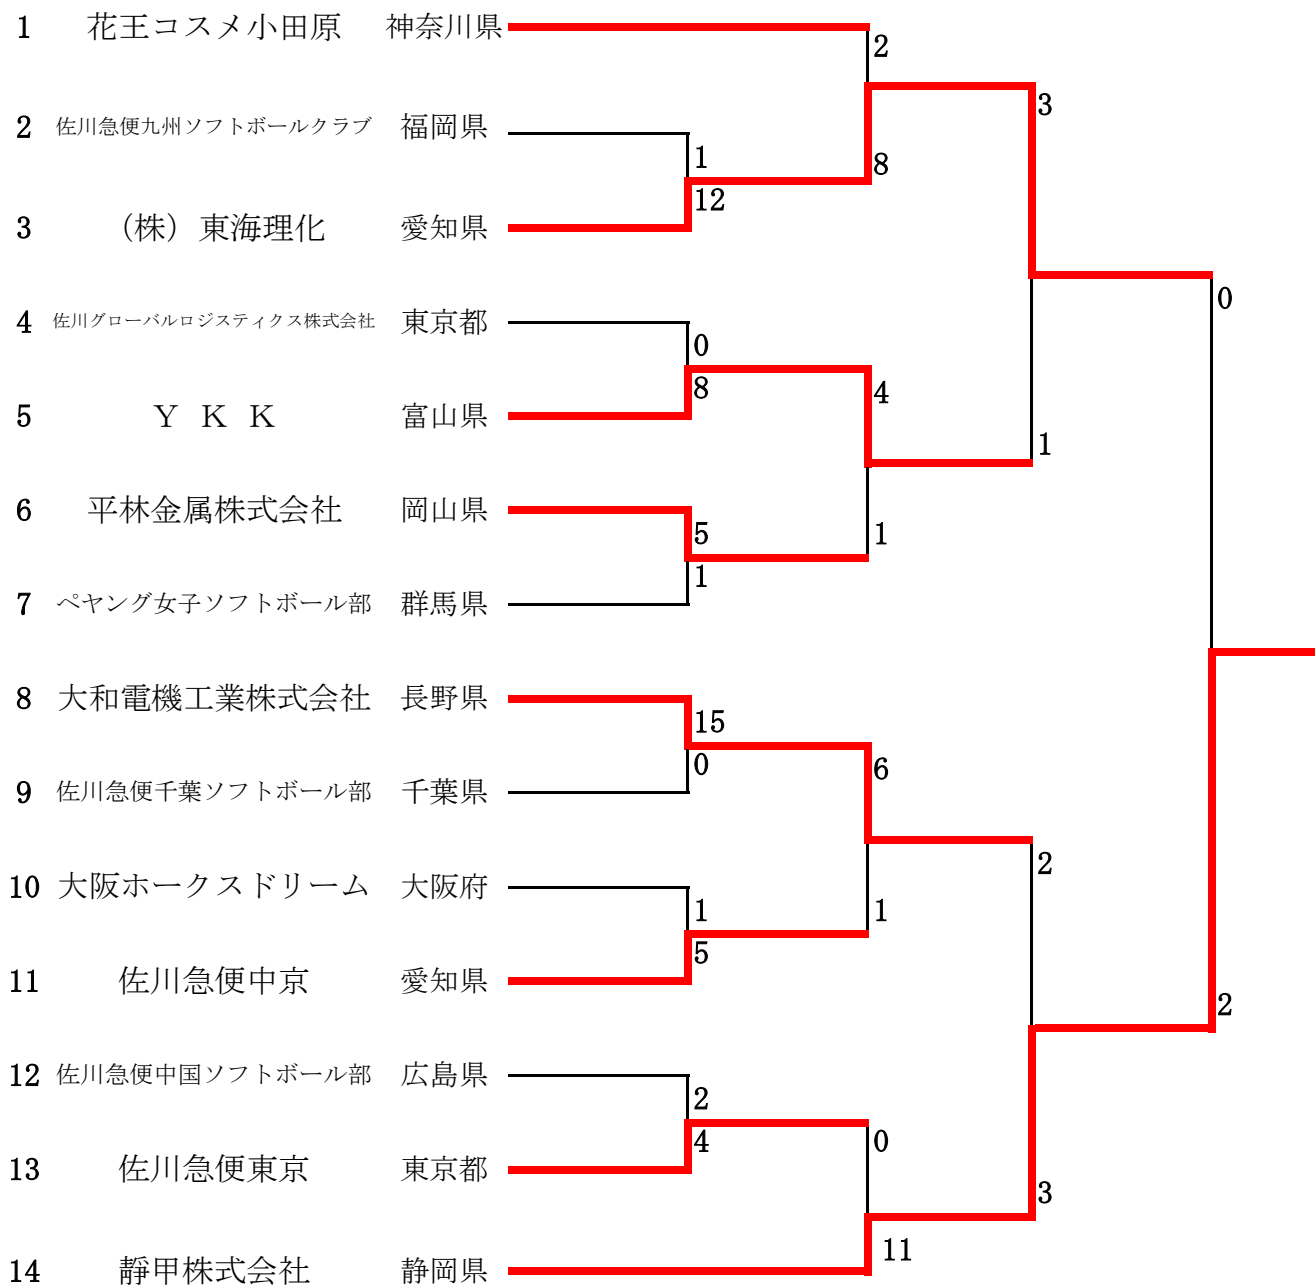 1 花王コスメ小田原 神奈川県
2
3
2 佐川急便九州ソフトボールクラブ 福岡県
1
8
12
3 （株）東海理化 愛知県
0
4 佐川グローバルロジスティクス株式会社 東京都
0
8
4
5 ＹＫＫ 富山県
1
6 平林金属株式会社 岡山県
5
1
1
7 ペヤング女子ソフトボール部 群馬県
8 大和電機工業株式会社 長野県
15
0
6
9 佐川急便千葉ソフトボール部 千葉県
2
10 大阪ホークスドリーム 大阪府
1
1
5
11 佐川急便中京 愛知県
2
12 佐川急便中国ソフトボール部 広島県
2
4
0
13 佐川急便東京 東京都
3
11
14 靜甲株式会社 静岡県